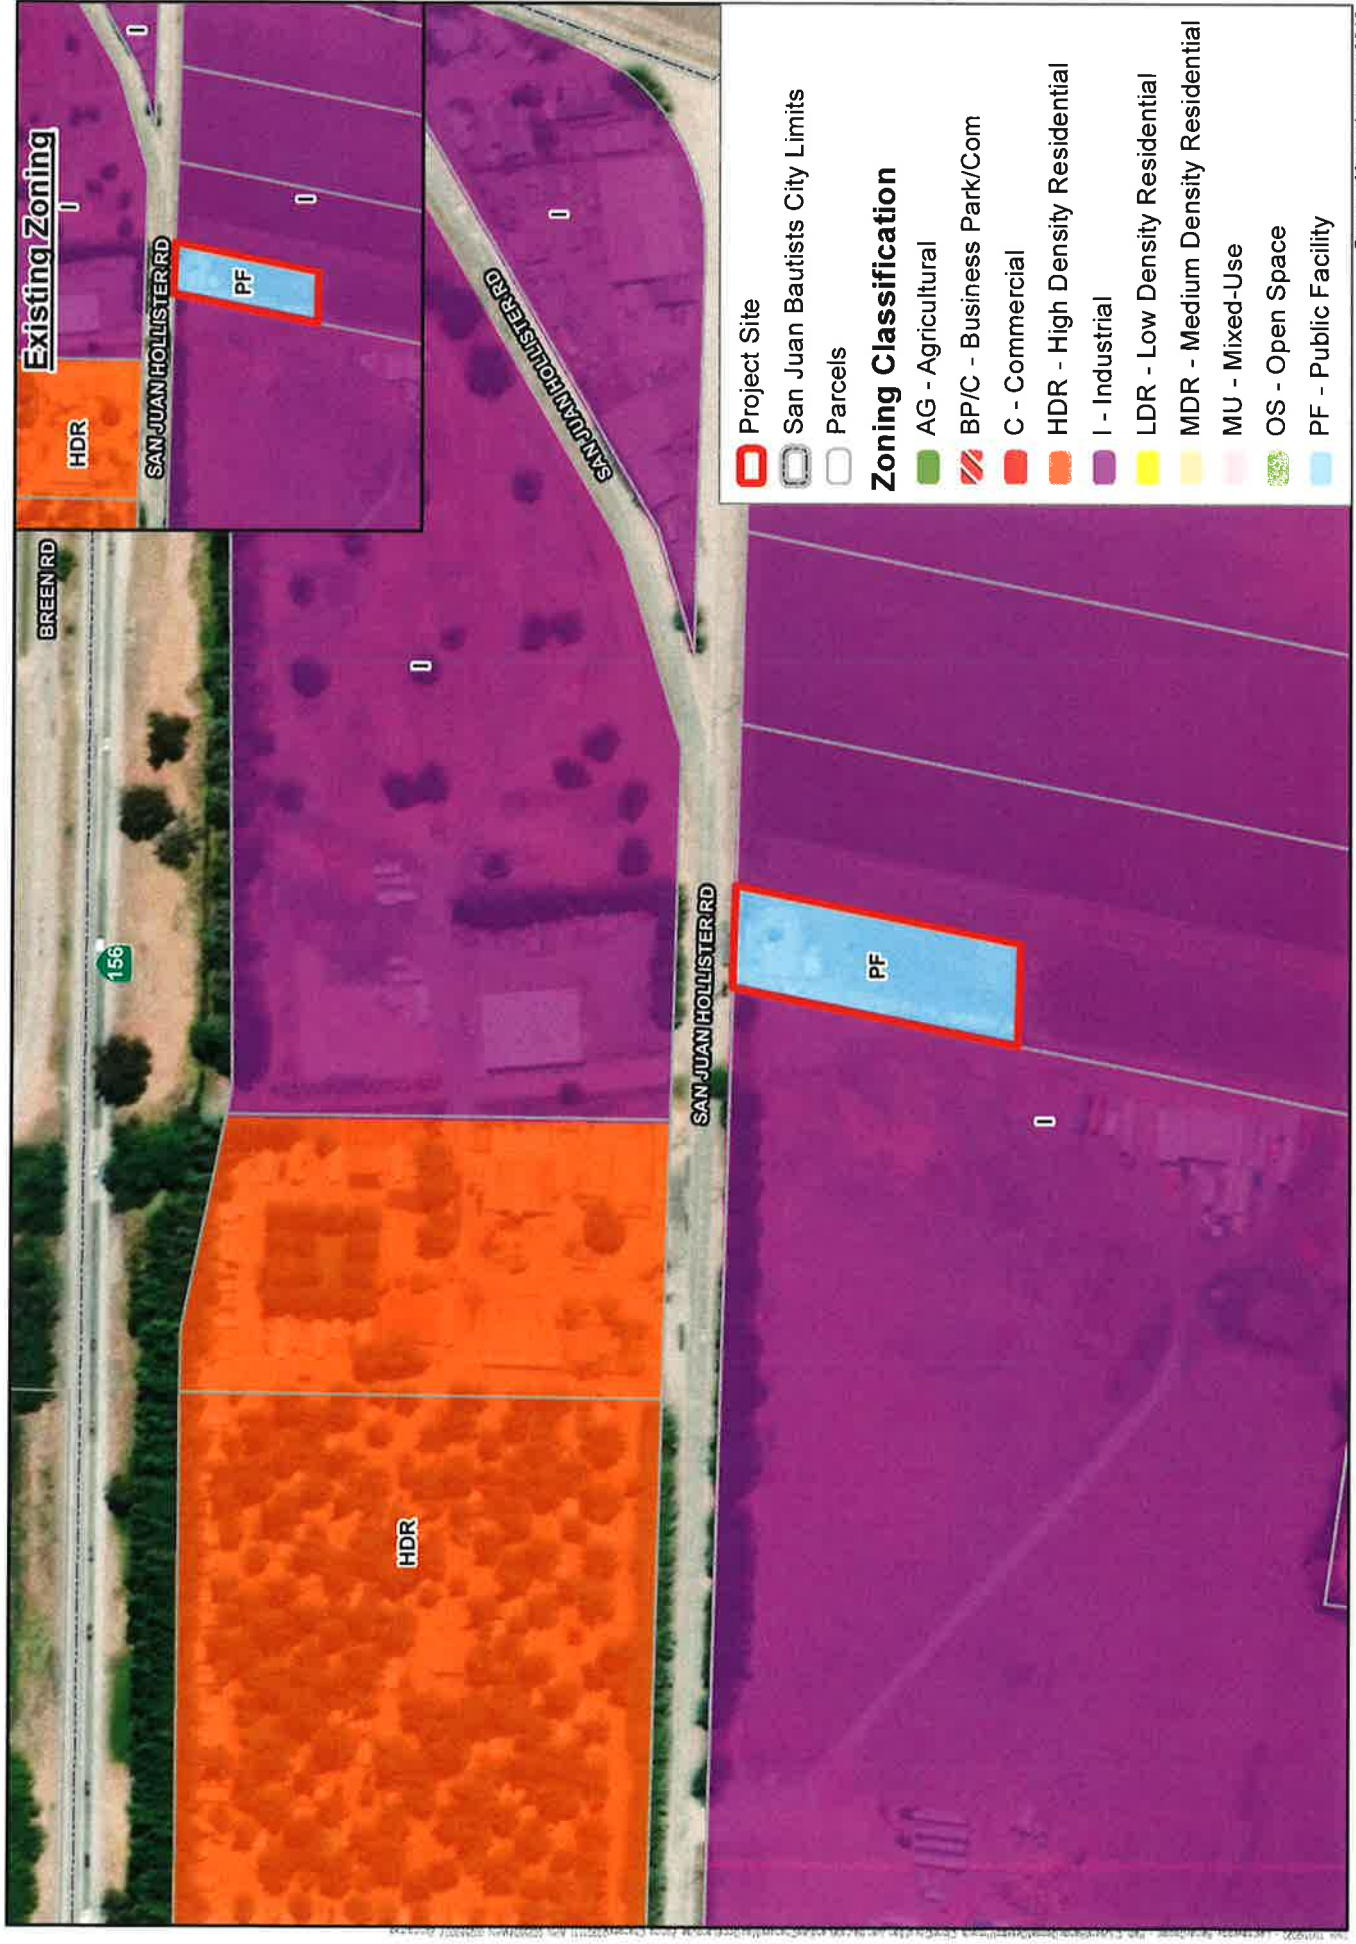 Existing Zoning
HDR
I
I
I
SAN JUAN HOLLISTER RD
PF
BREEN RD
156
I
I
SAN JUAN HOLLISTER RD
SAN JUAN HOLLISTER RD
HDR
PF
I
Project Site
San Juan Bautists City Limits
Parcels
Zoning Classification
AG - Agricultural
BP/C - Business Park/Com
C - Commercial
HDR - High Density Residential
I - Industrial
LDR - Low Density Residential
MDR - Medium Density Residential
MU - Mixed-Use
OS - Open Space
PF - Public Facility